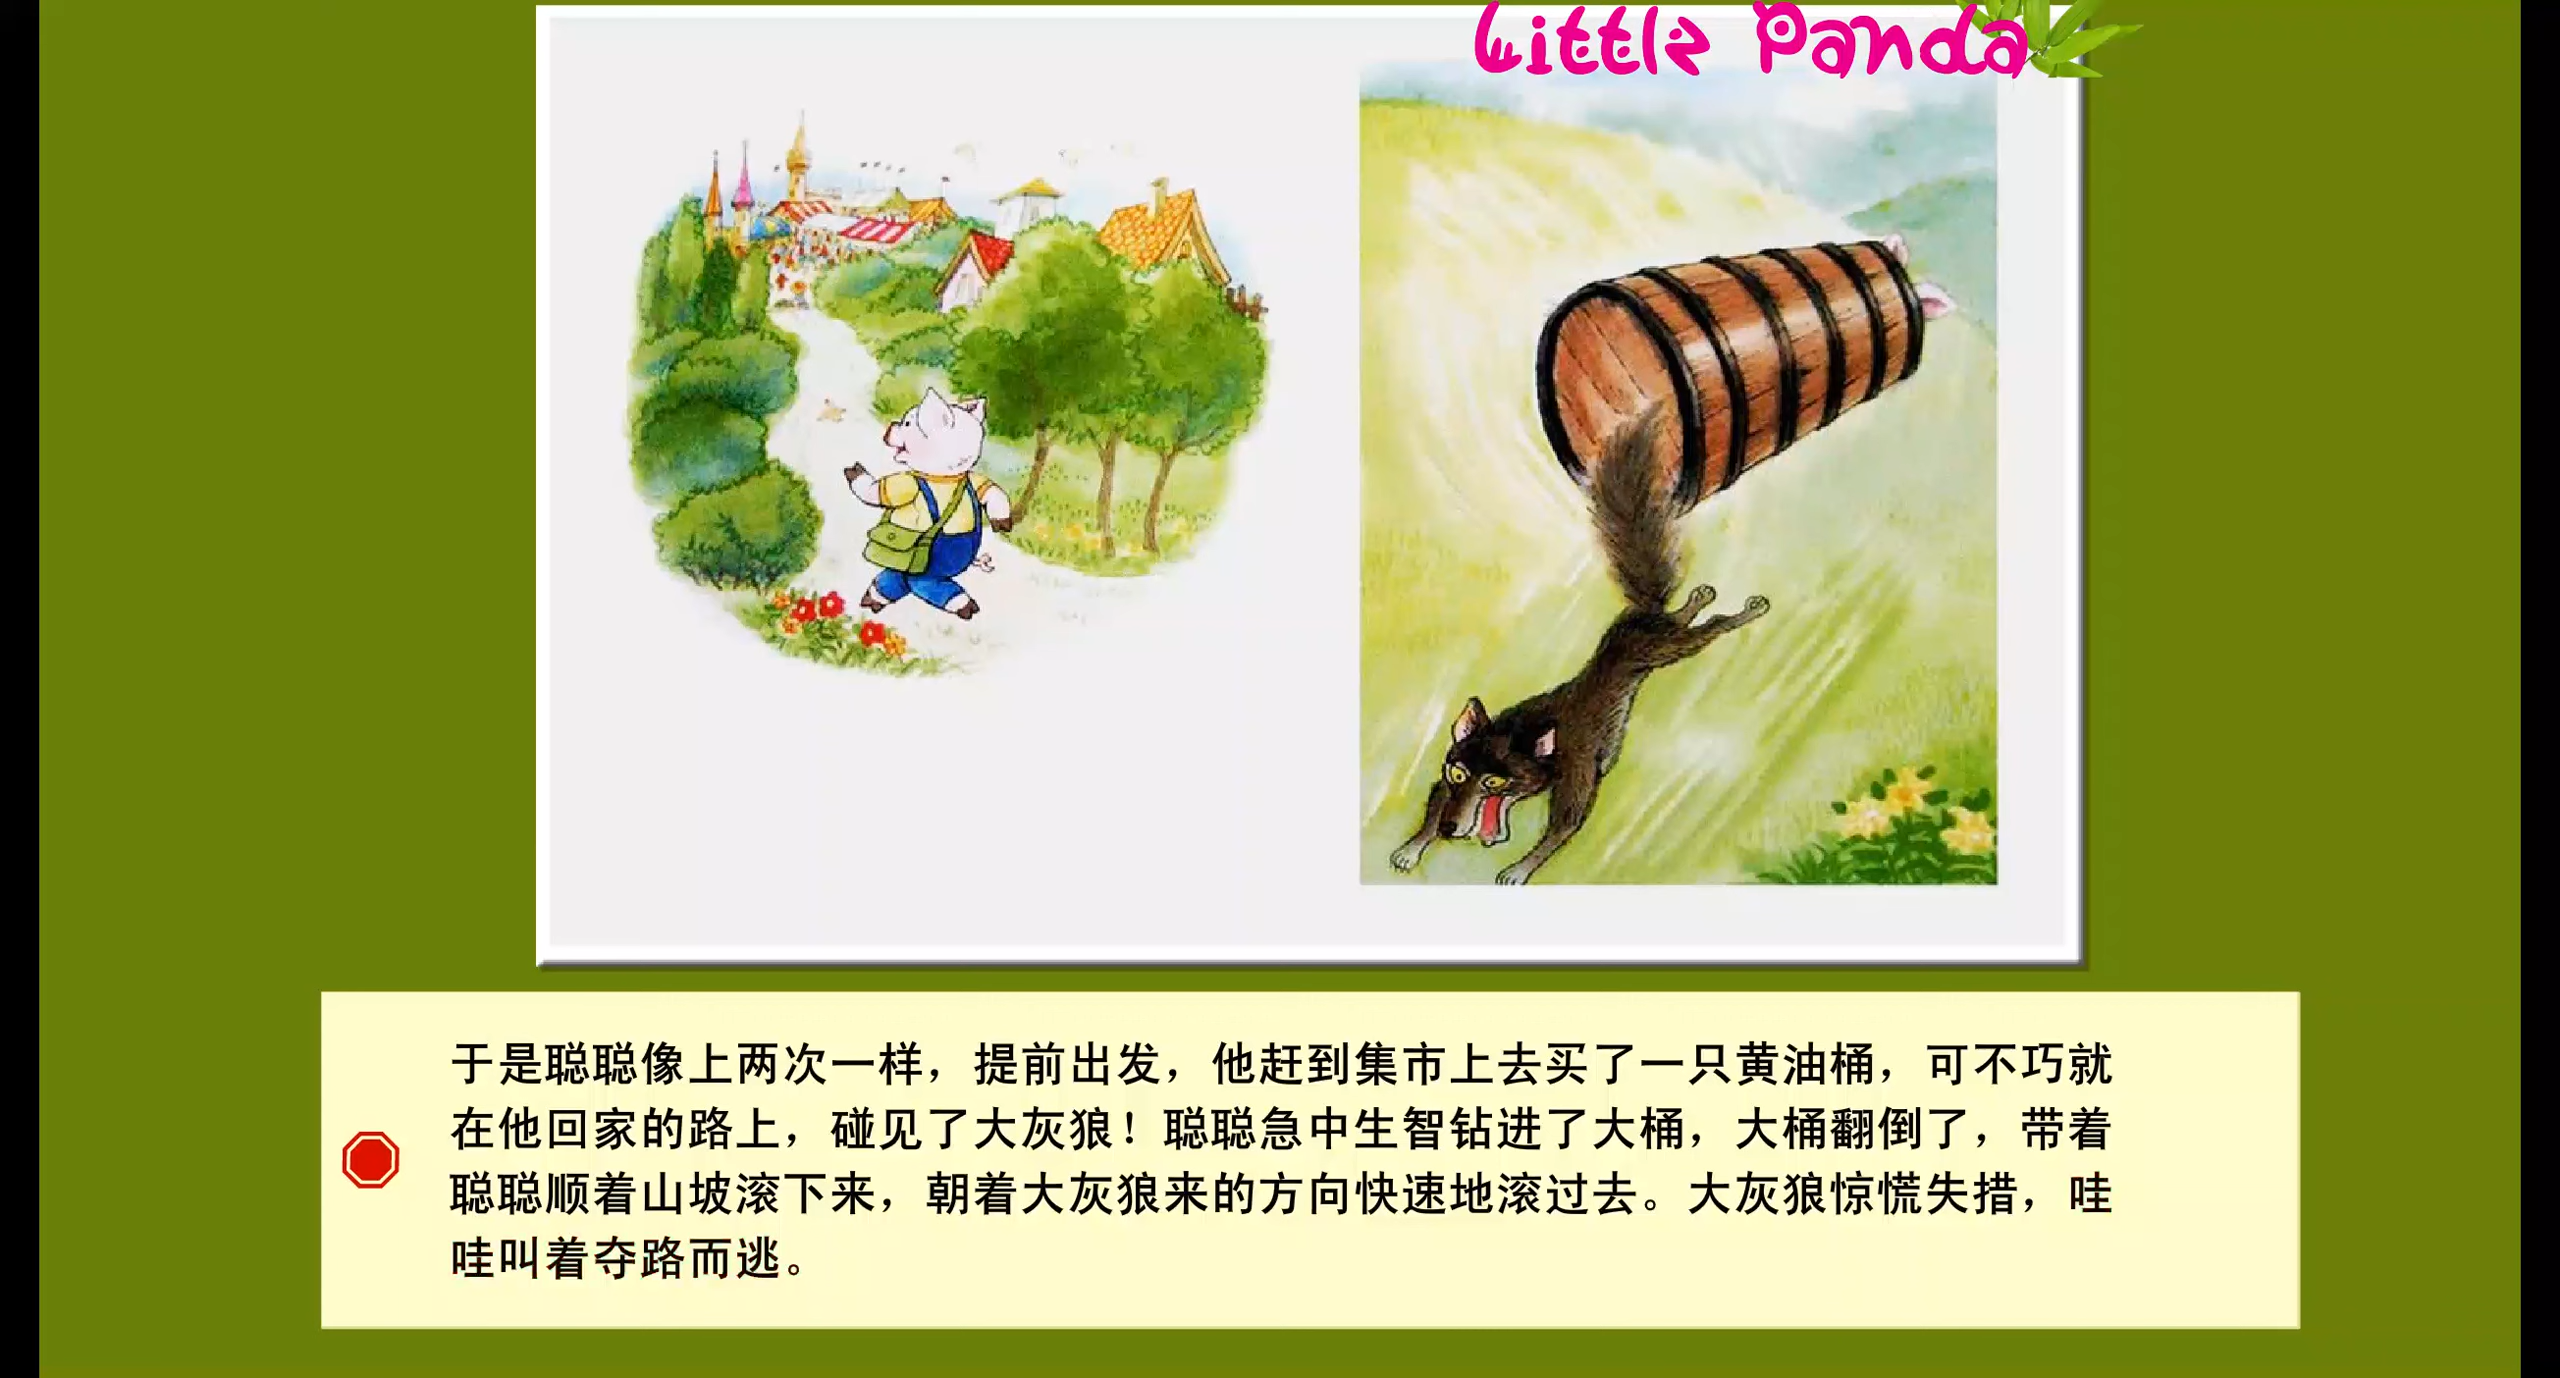 Little Panda
于是聪聪像上两次一样，提前出发，他赶到集市上去买了一只黄油桶，可不巧就
在他回家的路上，碰见了大灰狼！聪聪急中生智钻进了大桶，大桶翻倒了，带着
聪聪顺着山坡滚下来，朝着大灰狼来的方向快速地滚过去。大灰狼惊慌失措，哇
哇叫着夺路而逃。